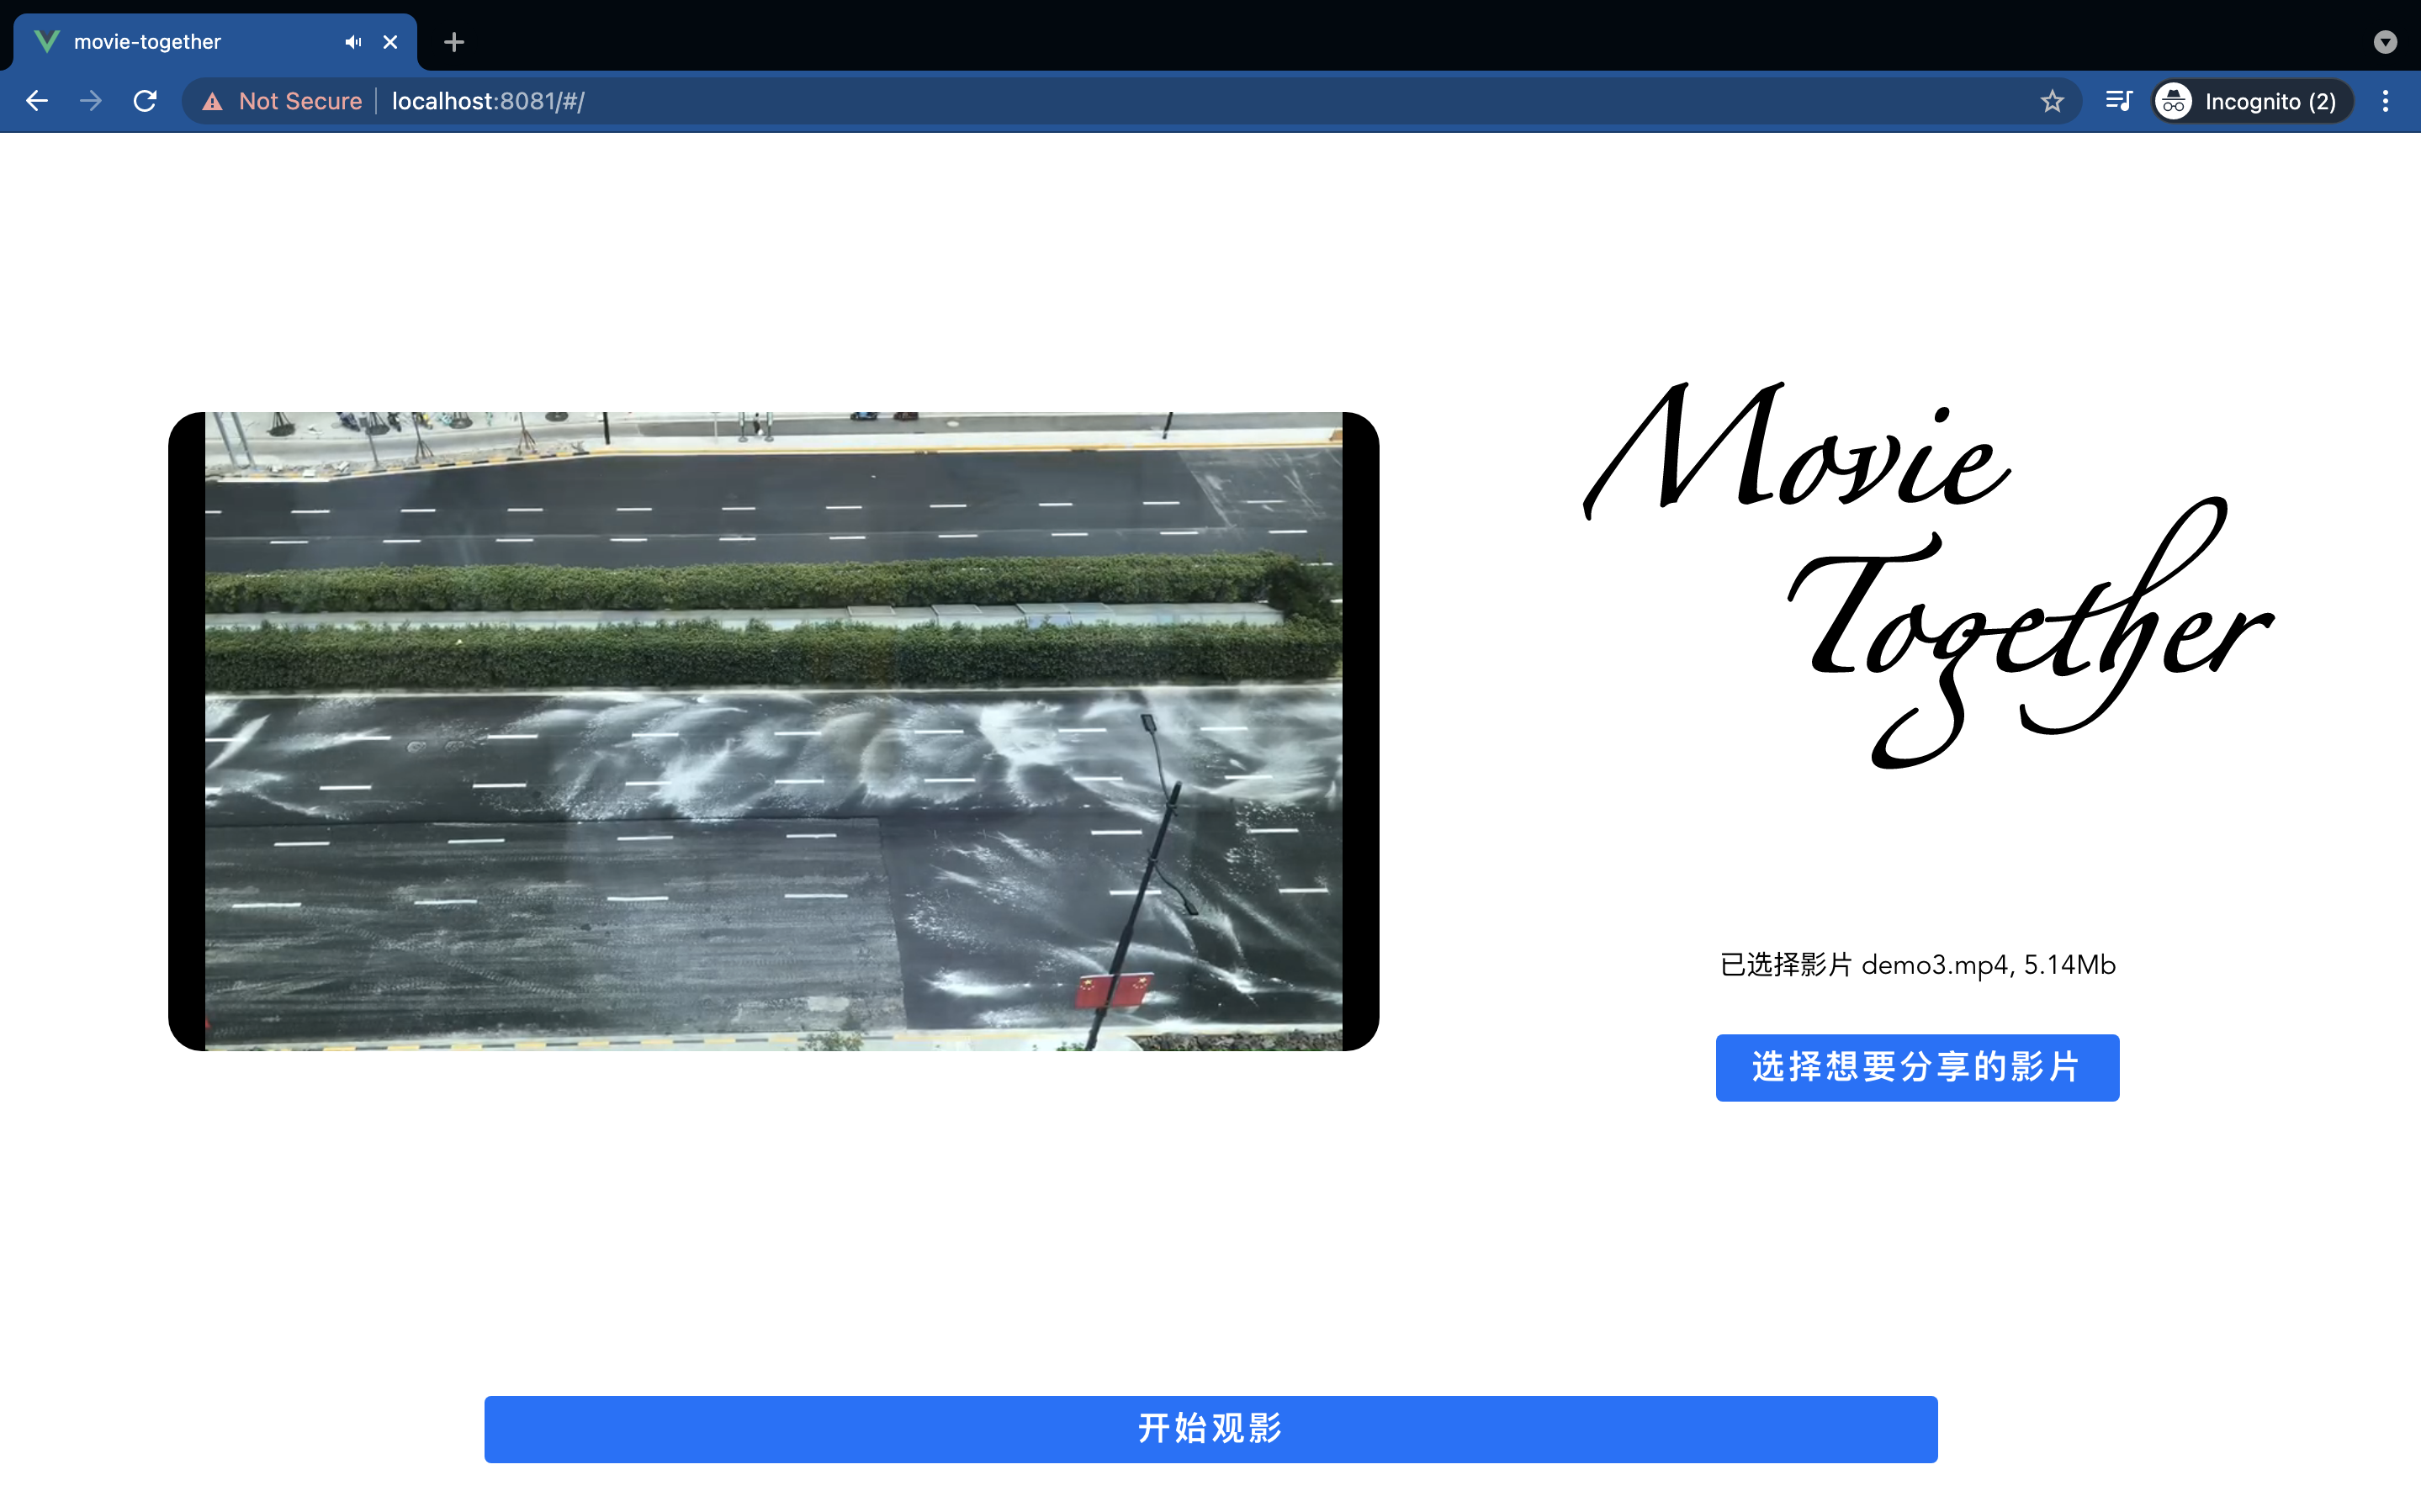 movie-together
Not Secure
localhost:8081/#/
Incognito (2)
Movie
Together
已选择影片 demo3.mp4, 5.14Mb
选择想要分享的影片
开始观影